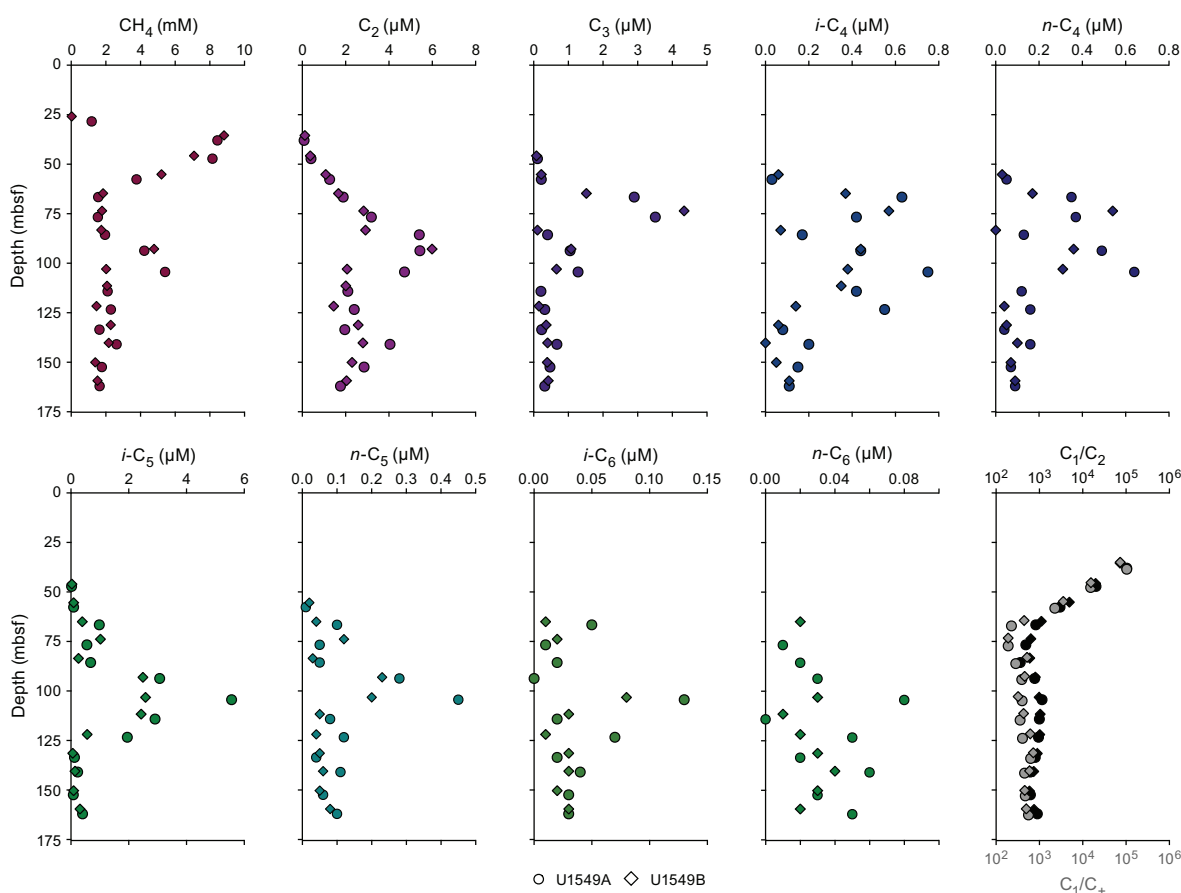 CH₄ (mM) C₂ (µM) C₃ (µM) i-C₄ (µM) n-C₄ (µM)
0 2 4 6 8 10 0 2 4 6 8 0 1 2 3 4 5 0.0 0.2 0.4 0.6 0.8 0.0 0.2 0.4 0.6 0.8
0
25
50
75
100
125
150
175
Depth (mbsf)
i-C₅ (µM) n-C₅ (µM) i-C₆ (µM) n-C₆ (µM) C₁/C₂
0 2 4 6 0.0 0.1 0.2 0.3 0.4 0.5 0.00 0.05 0.10 0.15 0.00 0.04 0.08 10² 10³ 10⁴ 10⁵ 10⁶
0
25
50
75
100
125
150
175
Depth (mbsf)
10² 10³ 10⁴ 10⁵ 10⁶
C₁/C₊
U1549A U1549B